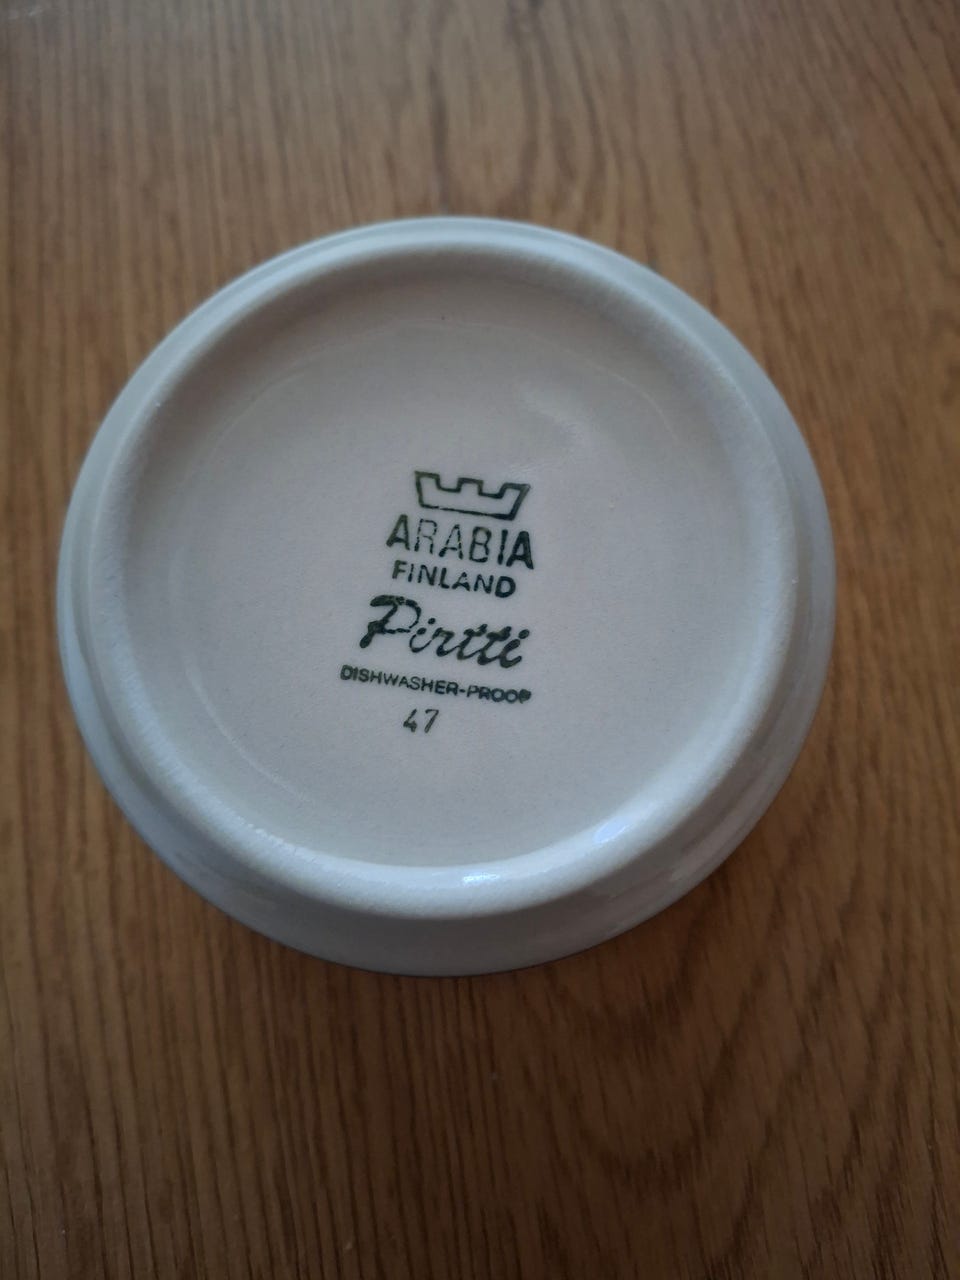 ARABIA
FINLAND
Pirtti
DISHWASHER-PROOF
47